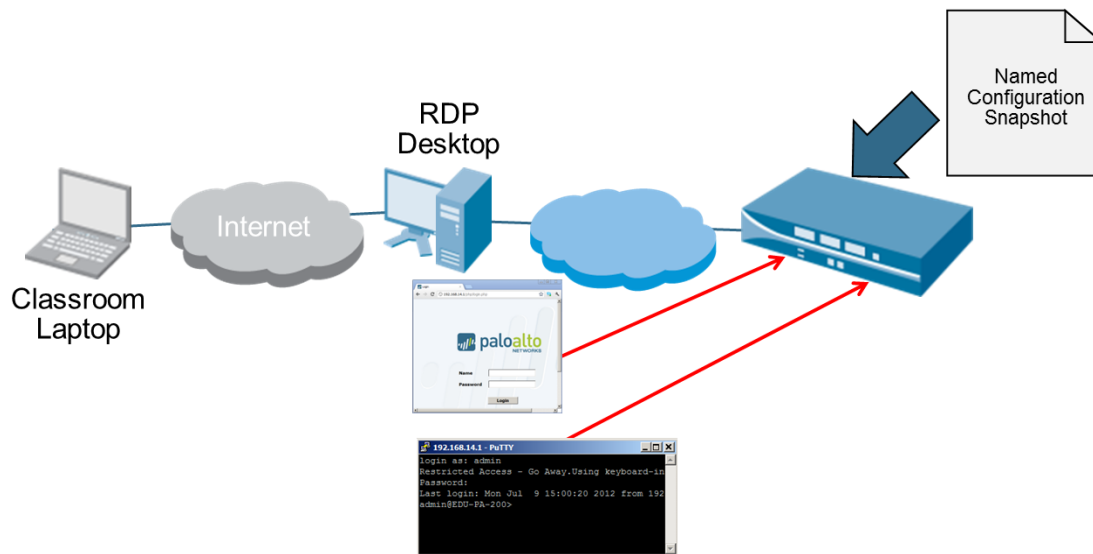 Named
Configuration
Snapshot
RDP
Desktop
Internet
Classroom
Laptop
Login
paloalto
NETWORKS
Name
Password
Login
192.168.14.1 - PuTTY
login as: admin
Restricted Access - Go Away.Using keyboard-in
Password:
Last login: Mon Jul  9 15:00:20 2012 from 192
admin@EDU-PA-200>